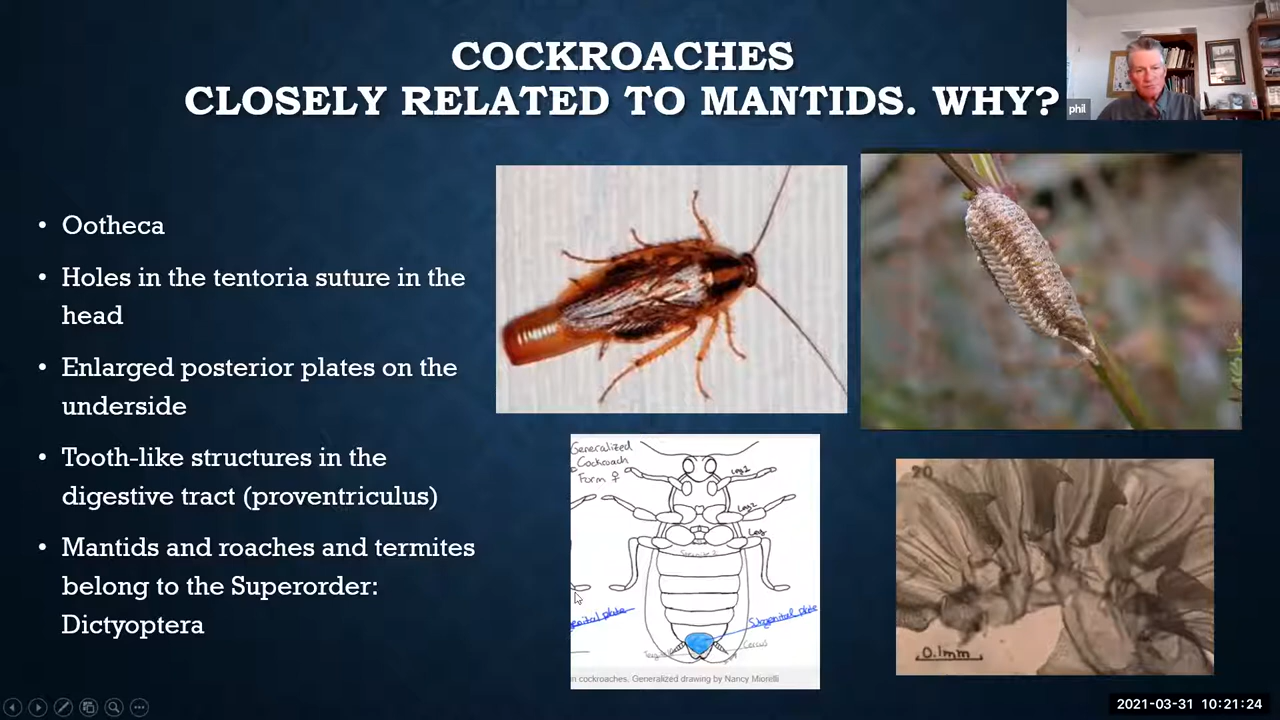 COCKROACHES
CLOSELY RELATED TO MANTIDS. WHY?
phil
• Ootheca
• Holes in the tentoria suture in the
head
• Enlarged posterior plates on the
underside
• Tooth-like structures in the
digestive tract (proventriculus)
• Mantids and roaches and termites
belong to the Superorder:
Dictyoptera
Generalized
Cockroach
Form ♀
Leg 1
Leg 2
Leg
genital plate
Subgenital plate
Cercus
n cockroaches. Generalized drawing by Nancy Miorelli
20
0.1mm
2021-03-31 10:21:24